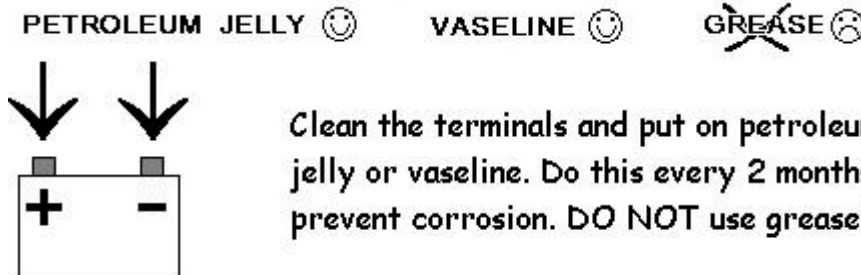 PETROLEUM JELLY VASELINE GREASE
Clean the terminals and put on petroleu
jelly or vaseline. Do this every 2 month
prevent corrosion. DO NOT use grease
+ -